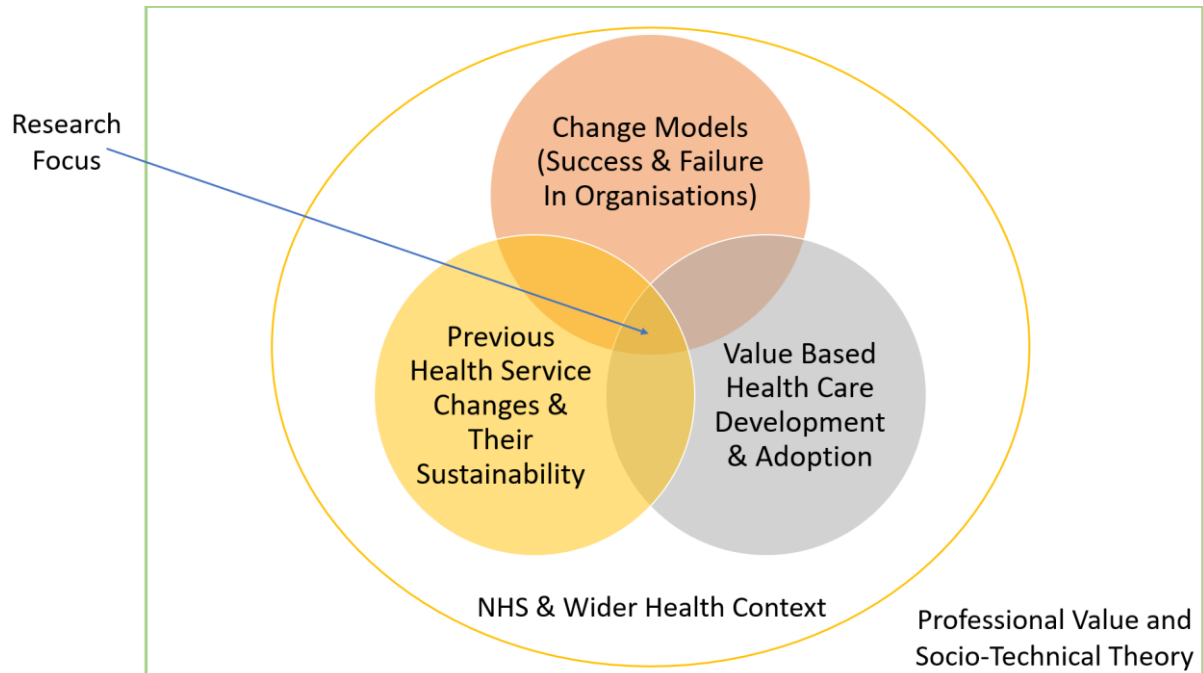 Research
Focus
Change Models
(Success & Failure
In Organisations)
Previous
Health Service
Changes &
Their
Sustainability
Value Based
Health Care
Development
& Adoption
NHS & Wider Health Context
Professional Value and
Socio-Technical Theory